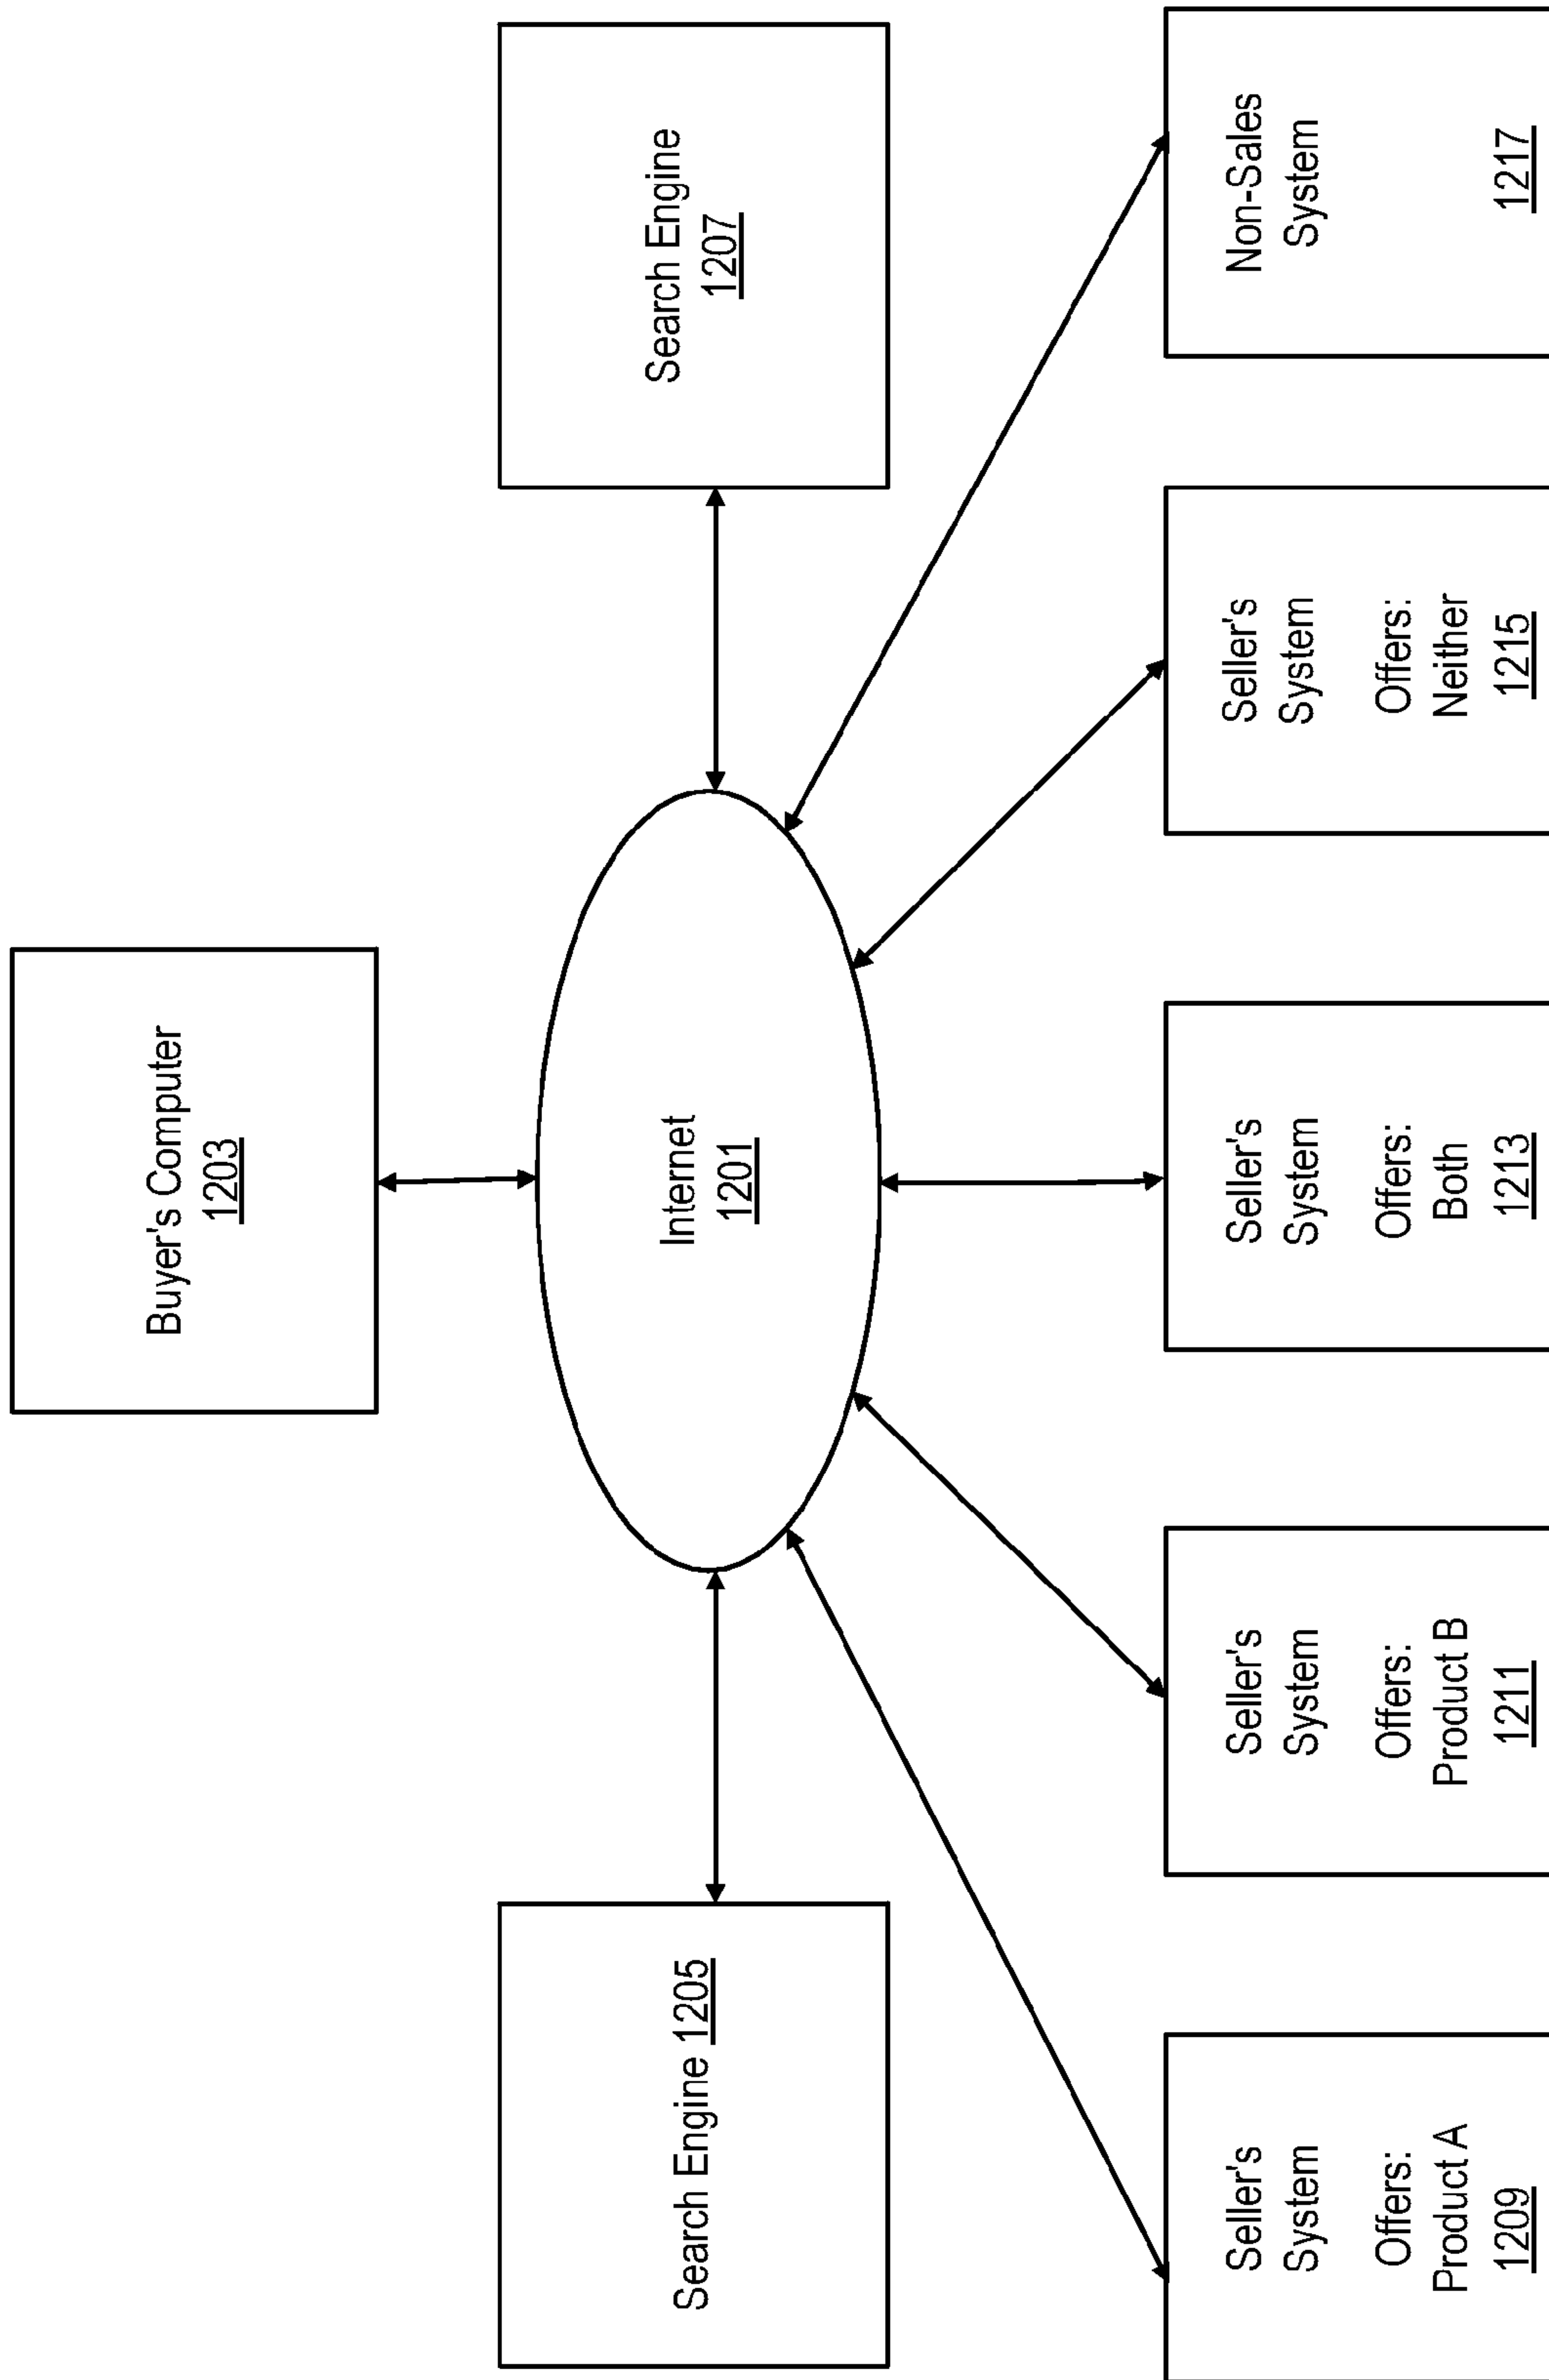 Buyer's Computer
1203
Search Engine 1205
Internet
1201
Search Engine
1207
Seller's
System
Offers:
Product A
1209
Seller's
System
Offers:
Product B
1211
Seller's
System
Offers:
Both
1213
Seller's
System
Offers:
Neither
1215
Non-Sales
System
1217